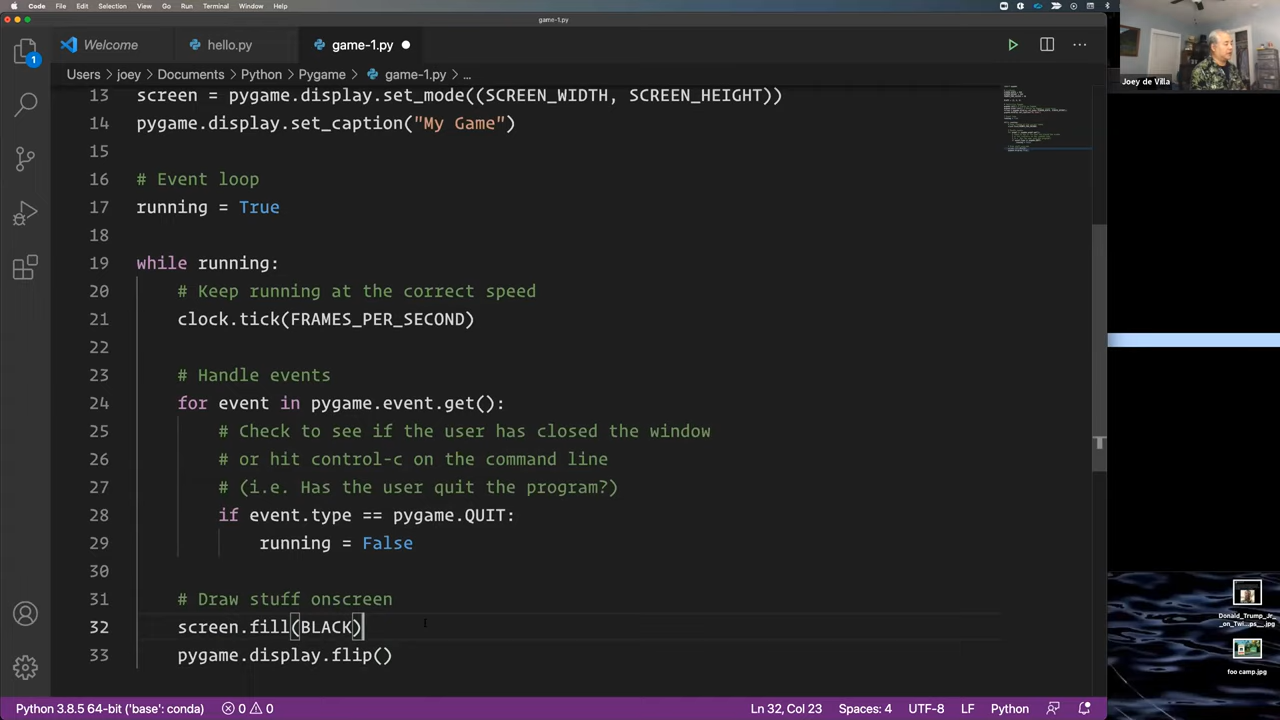 Code File Edit Selection View Go Run Terminal Window Help
game-1.py
Welcome hello.py game-1.py
Users joey Documents Python Pygame game-1.py ...
13 screen = pygame.display.set_mode((SCREEN_WIDTH, SCREEN_HEIGHT))
14 pygame.display.set_caption("My Game")
15
16 # Event loop
17 running = True
18
19 while running:
20 # Keep running at the correct speed
21 clock.tick(FRAMES_PER_SECOND)
22
23 # Handle events
24 for event in pygame.event.get():
25 # Check to see if the user has closed the window
26 # or hit control-c on the command line
27 # (i.e. Has the user quit the program?)
28 if event.type == pygame.QUIT:
29 running = False
30
31 # Draw stuff onscreen
32 screen.fill(BLACK)
33 pygame.display.flip()
1
Python 3.8.5 64-bit ('base': conda) 0 0 Ln 32, Col 23 Spaces: 4 UTF-8 LF Python
Joey de Villa
T
Donald_Trump_Jr_
_on_Twi...ps__.jpg
foo camp.jpg